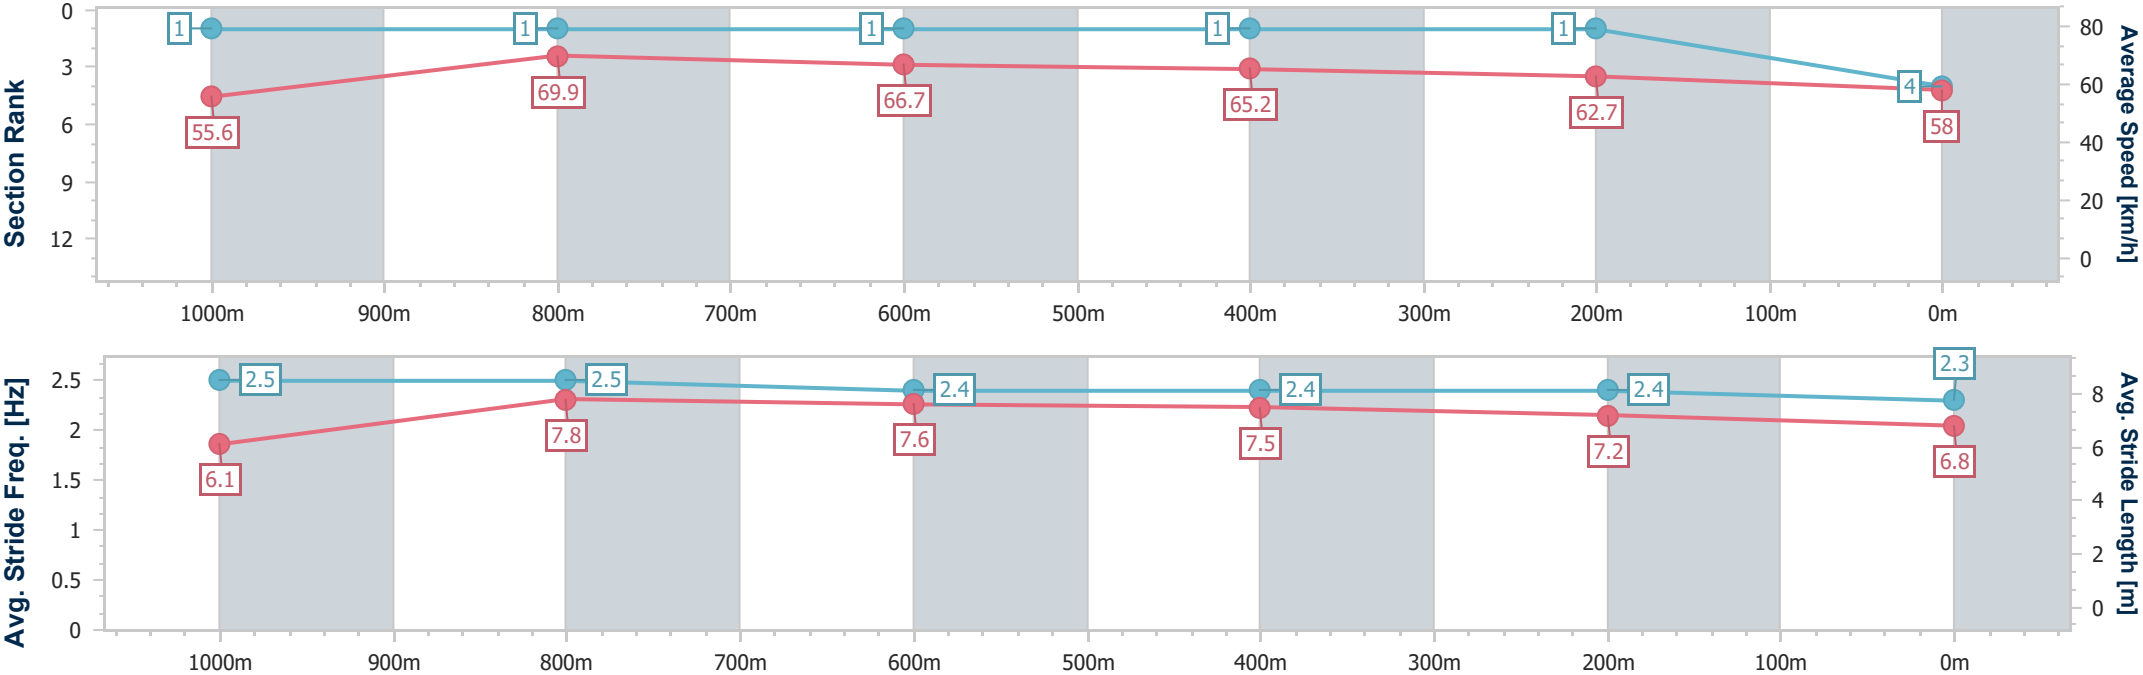 Section Rank
0
3
6
9
12
1
1
1
1
1
4
55.6
69.9
66.7
65.2
62.7
58
80
60
40
20
0
Average Speed [km/h]
1000m
900m
800m
700m
600m
500m
400m
300m
200m
100m
0m
Avg. Stride Freq. [Hz]
2.5
2
1.5
1
0.5
0
2.5
2.5
2.4
2.4
2.4
2.3
6.1
7.8
7.6
7.5
7.2
6.8
8
6
4
2
0
Avg. Stride Length [m]
1000m
900m
800m
700m
600m
500m
400m
300m
200m
100m
0m